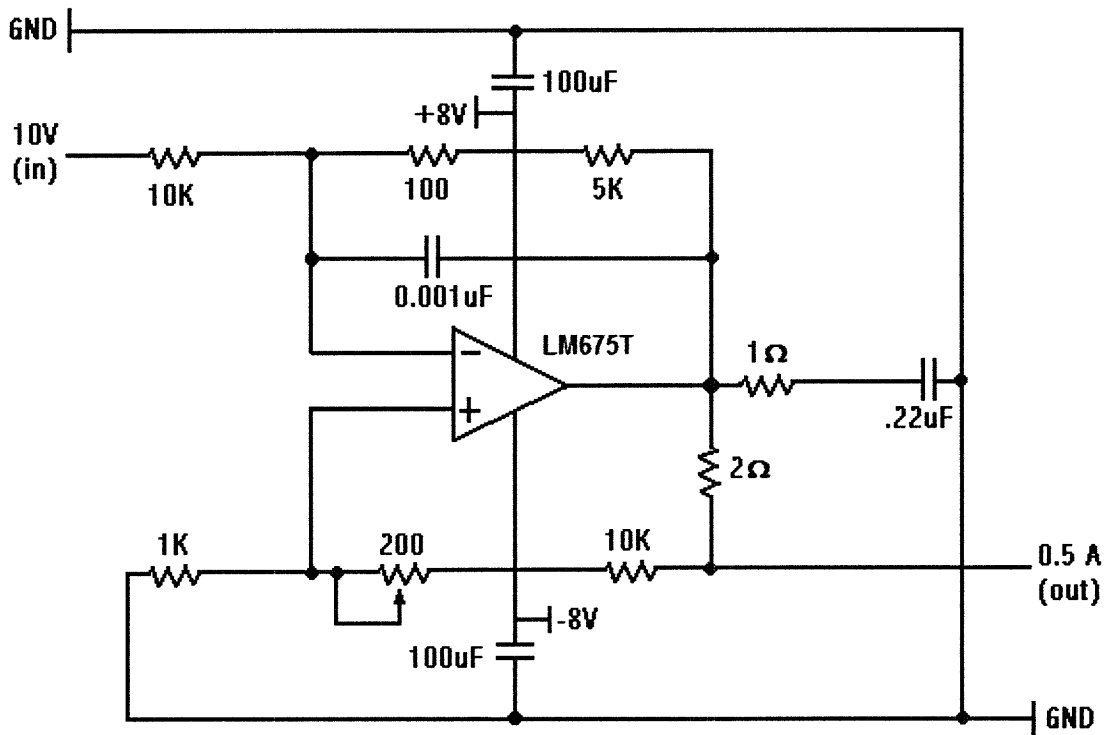 GND
100uF
+8V
10V
(in)
10K
100
5K
0.001uF
LM675T
−
+
1Ω
.22uF
2Ω
1K
200
10K
0.5 A
(out)
-8V
100uF
GND